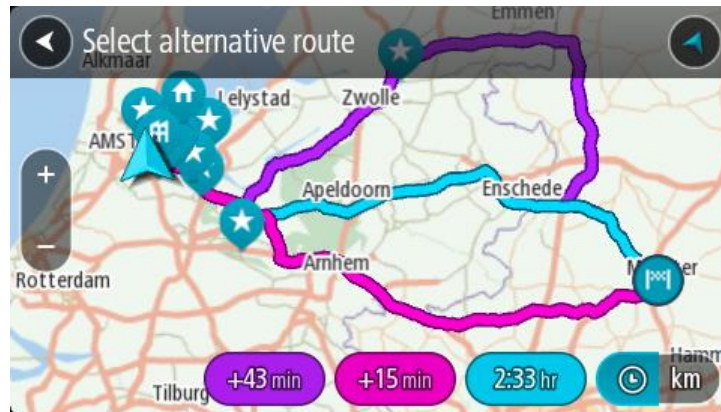 Select alternative route
Emmen
Alkmaar
Lelystad
Zwolle
AMST
+
Apeldoorn
Enschede
−
Arnhem
Rotterdam
Hamm
Tilburg
+43 min
+15 min
2:33 hr
km